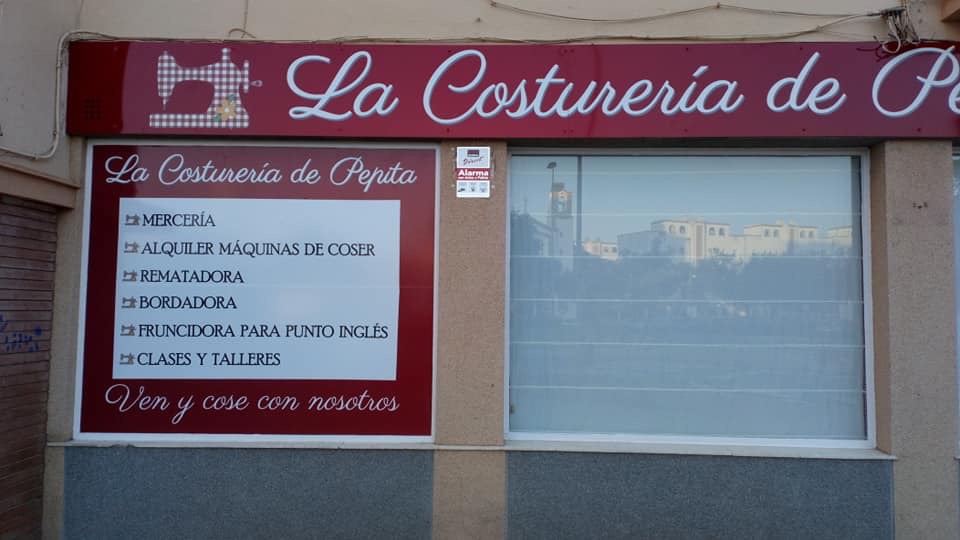 La Costurería de Pe
La Costurería de Pepita
MERCERÍA
ALQUILER MÁQUINAS DE COSER
REMATADORA
BORDADORA
FRUNCIDORA PARA PUNTO INGLÉS
CLASES Y TALLERES
Ven y cose con nosotros
Alarma